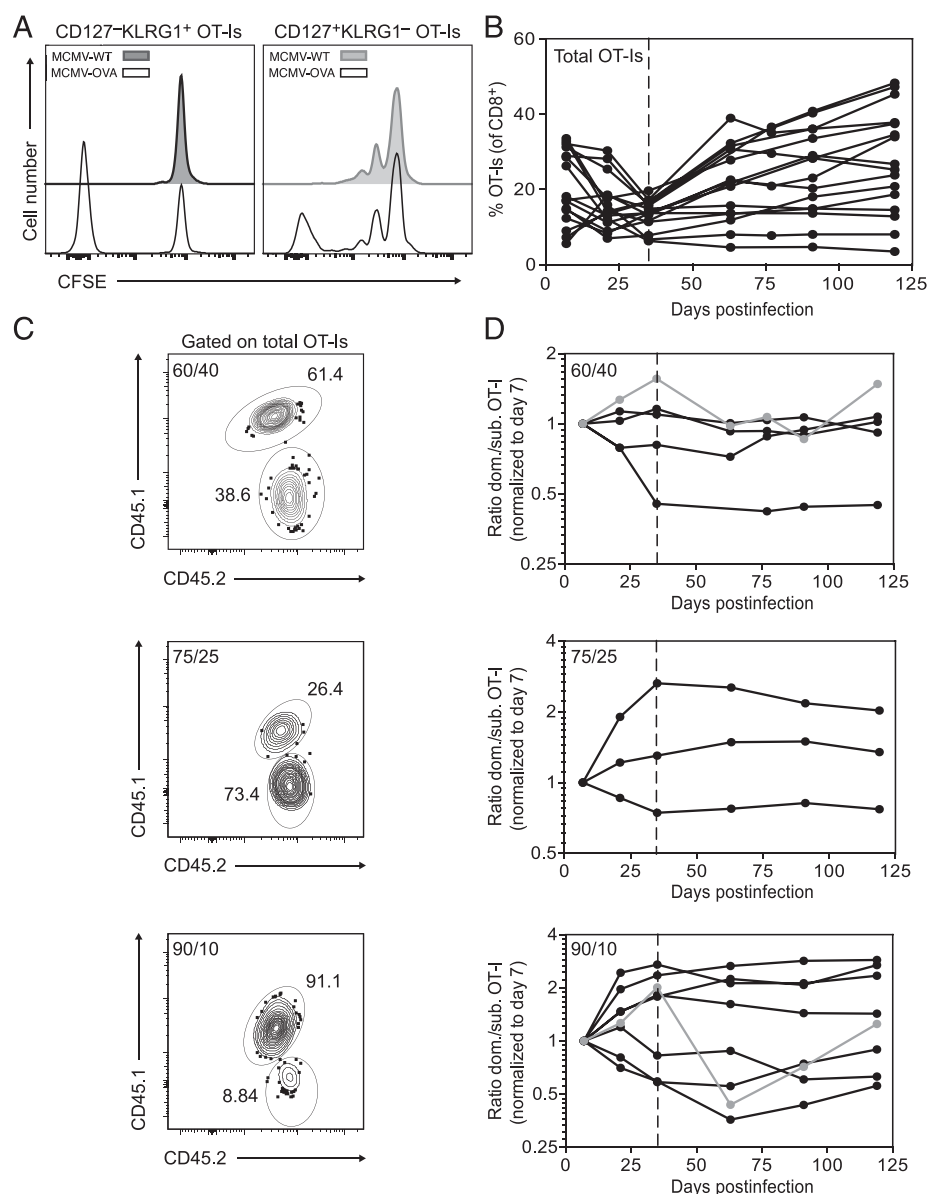 A
CD127–KLRG1+ OT-Is
CD127+KLRG1– OT-Is
MCMV-WT
MCMV-OVA
MCMV-WT
MCMV-OVA
Cell number
CFSE
B
Total OT-Is
% OT-Is (of CD8+)
60
40
20
0
0 25 50 75 100 125
Days postinfection
C
Gated on total OT-Is
60/40
61.4
38.6
CD45.1
CD45.2
75/25
26.4
73.4
CD45.1
CD45.2
90/10
91.1
8.84
CD45.1
CD45.2
D
60/40
Ratio dom./sub. OT-I
(normalized to day 7)
2
1
0.5
0.25
0 25 50 75 100 125
Days postinfection
75/25
Ratio dom./sub. OT-I
(normalized to day 7)
4
2
1
0.5
0 25 50 75 100 125
Days postinfection
90/10
Ratio dom./sub. OT-I
(normalized to day 7)
4
2
1
0.5
0.25
0 25 50 75 100 125
Days postinfection